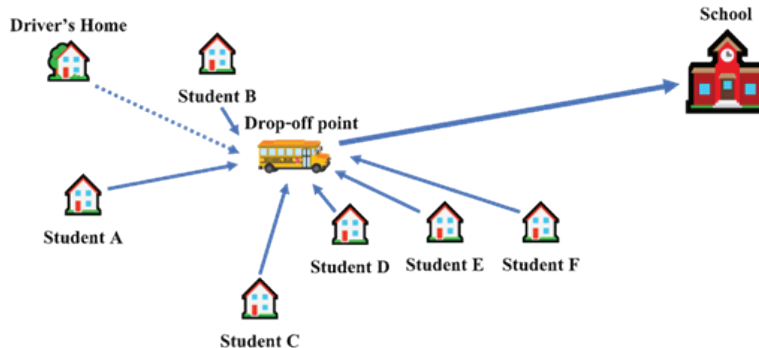 School
Driver's Home
Student B
Drop-off point
Student A
Student D
Student E
Student F
Student C